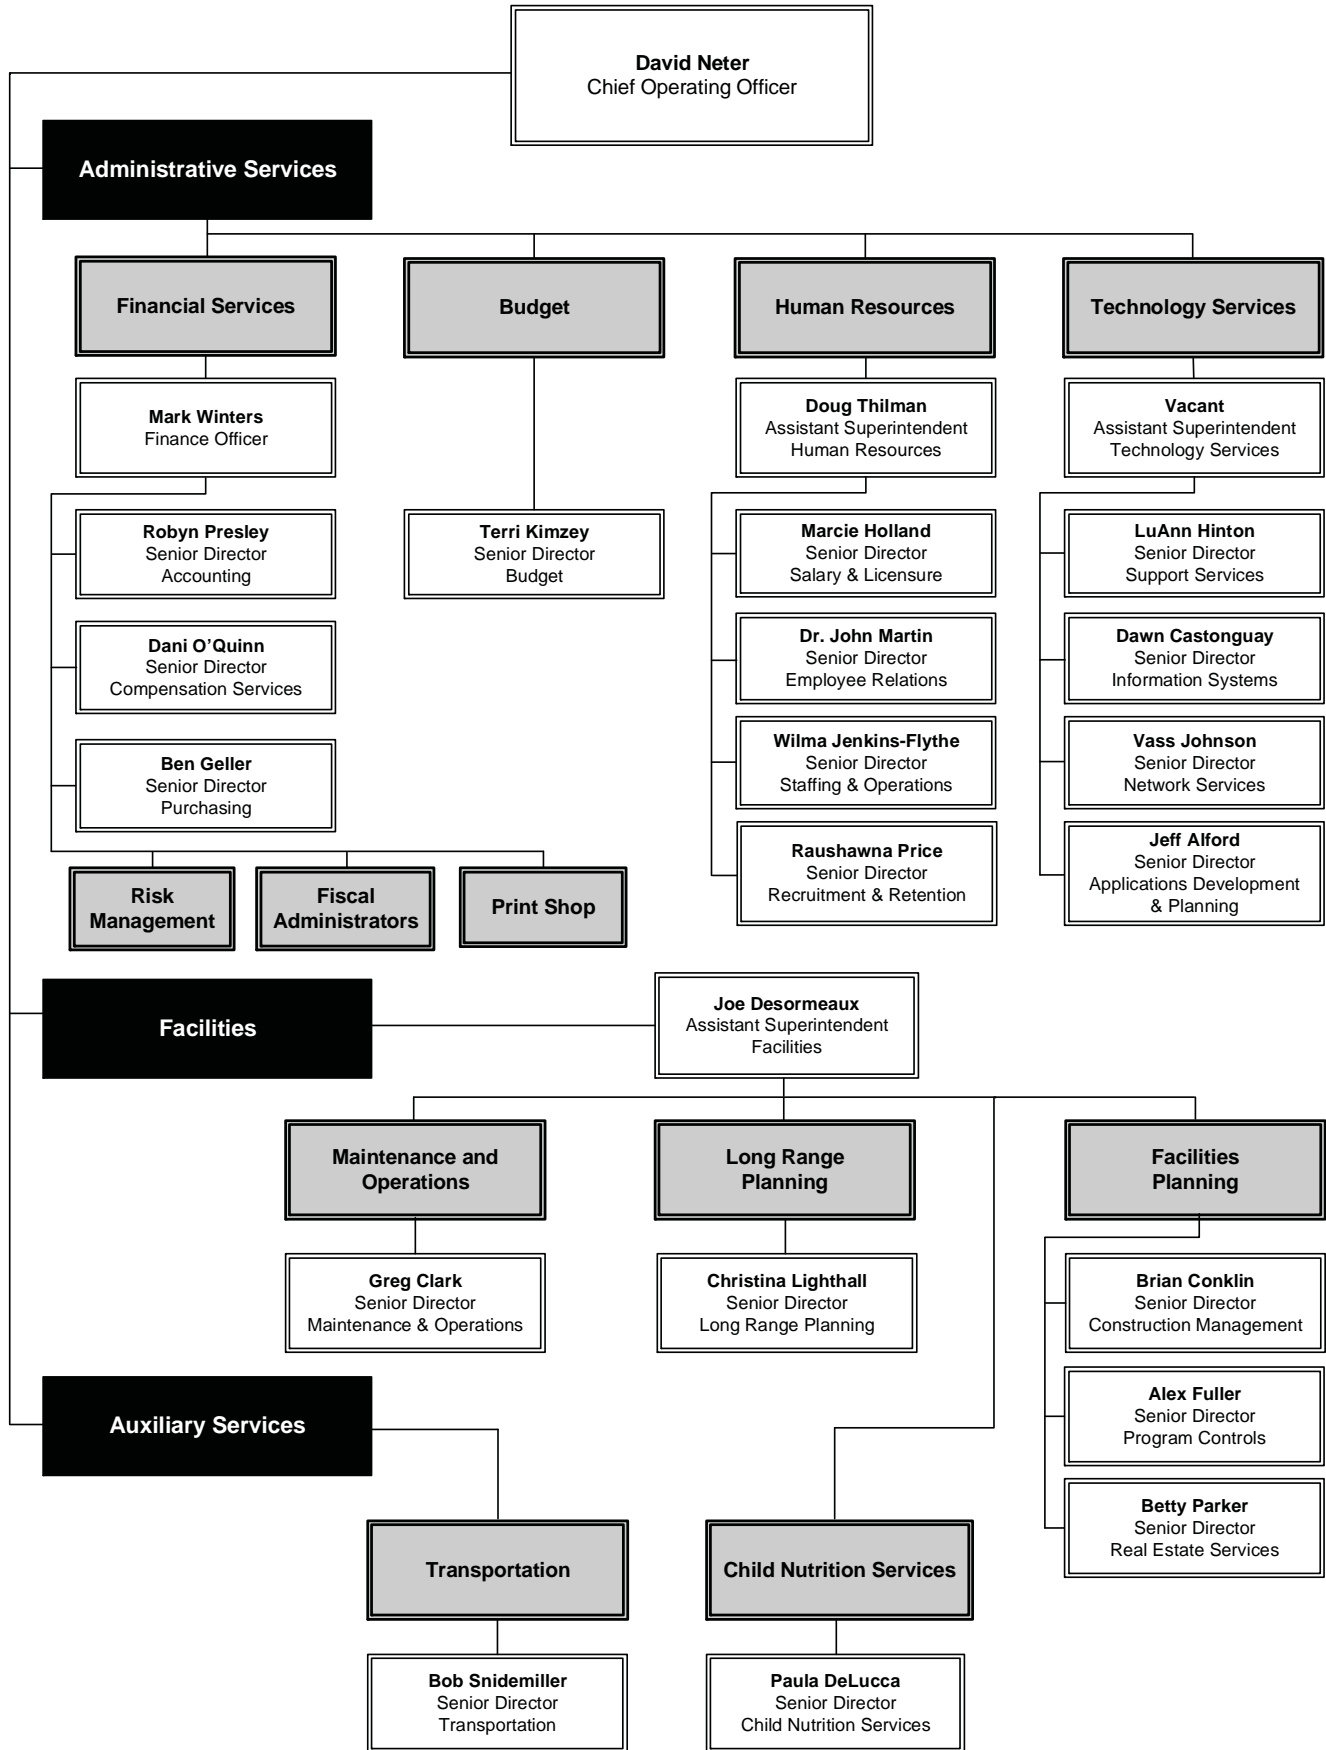 David Neter
Chief Operating Officer
Administrative Services
Financial Services
Budget
Human Resources
Technology Services
Mark Winters
Finance Officer
Doug Thilman
Assistant Superintendent
Human Resources
Vacant
Assistant Superintendent
Technology Services
Robyn Presley
Senior Director
Accounting
Terri Kimzey
Senior Director
Budget
Marcie Holland
Senior Director
Salary & Licensure
LuAnn Hinton
Senior Director
Support Services
Dani O’Quinn
Senior Director
Compensation Services
Dr. John Martin
Senior Director
Employee Relations
Dawn Castonguay
Senior Director
Information Systems
Ben Geller
Senior Director
Purchasing
Wilma Jenkins-Flythe
Senior Director
Staffing & Operations
Vass Johnson
Senior Director
Network Services
Raushawna Price
Senior Director
Recruitment & Retention
Jeff Alford
Senior Director
Applications Development
& Planning
Risk
Management
Fiscal
Administrators
Print Shop
Facilities
Joe Desormeaux
Assistant Superintendent
Facilities
Maintenance and
Operations
Long Range
Planning
Facilities
Planning
Greg Clark
Senior Director
Maintenance & Operations
Christina Lighthall
Senior Director
Long Range Planning
Brian Conklin
Senior Director
Construction Management
Alex Fuller
Senior Director
Program Controls
Betty Parker
Senior Director
Real Estate Services
Auxiliary Services
Transportation
Child Nutrition Services
Bob Snidemiller
Senior Director
Transportation
Paula DeLucca
Senior Director
Child Nutrition Services